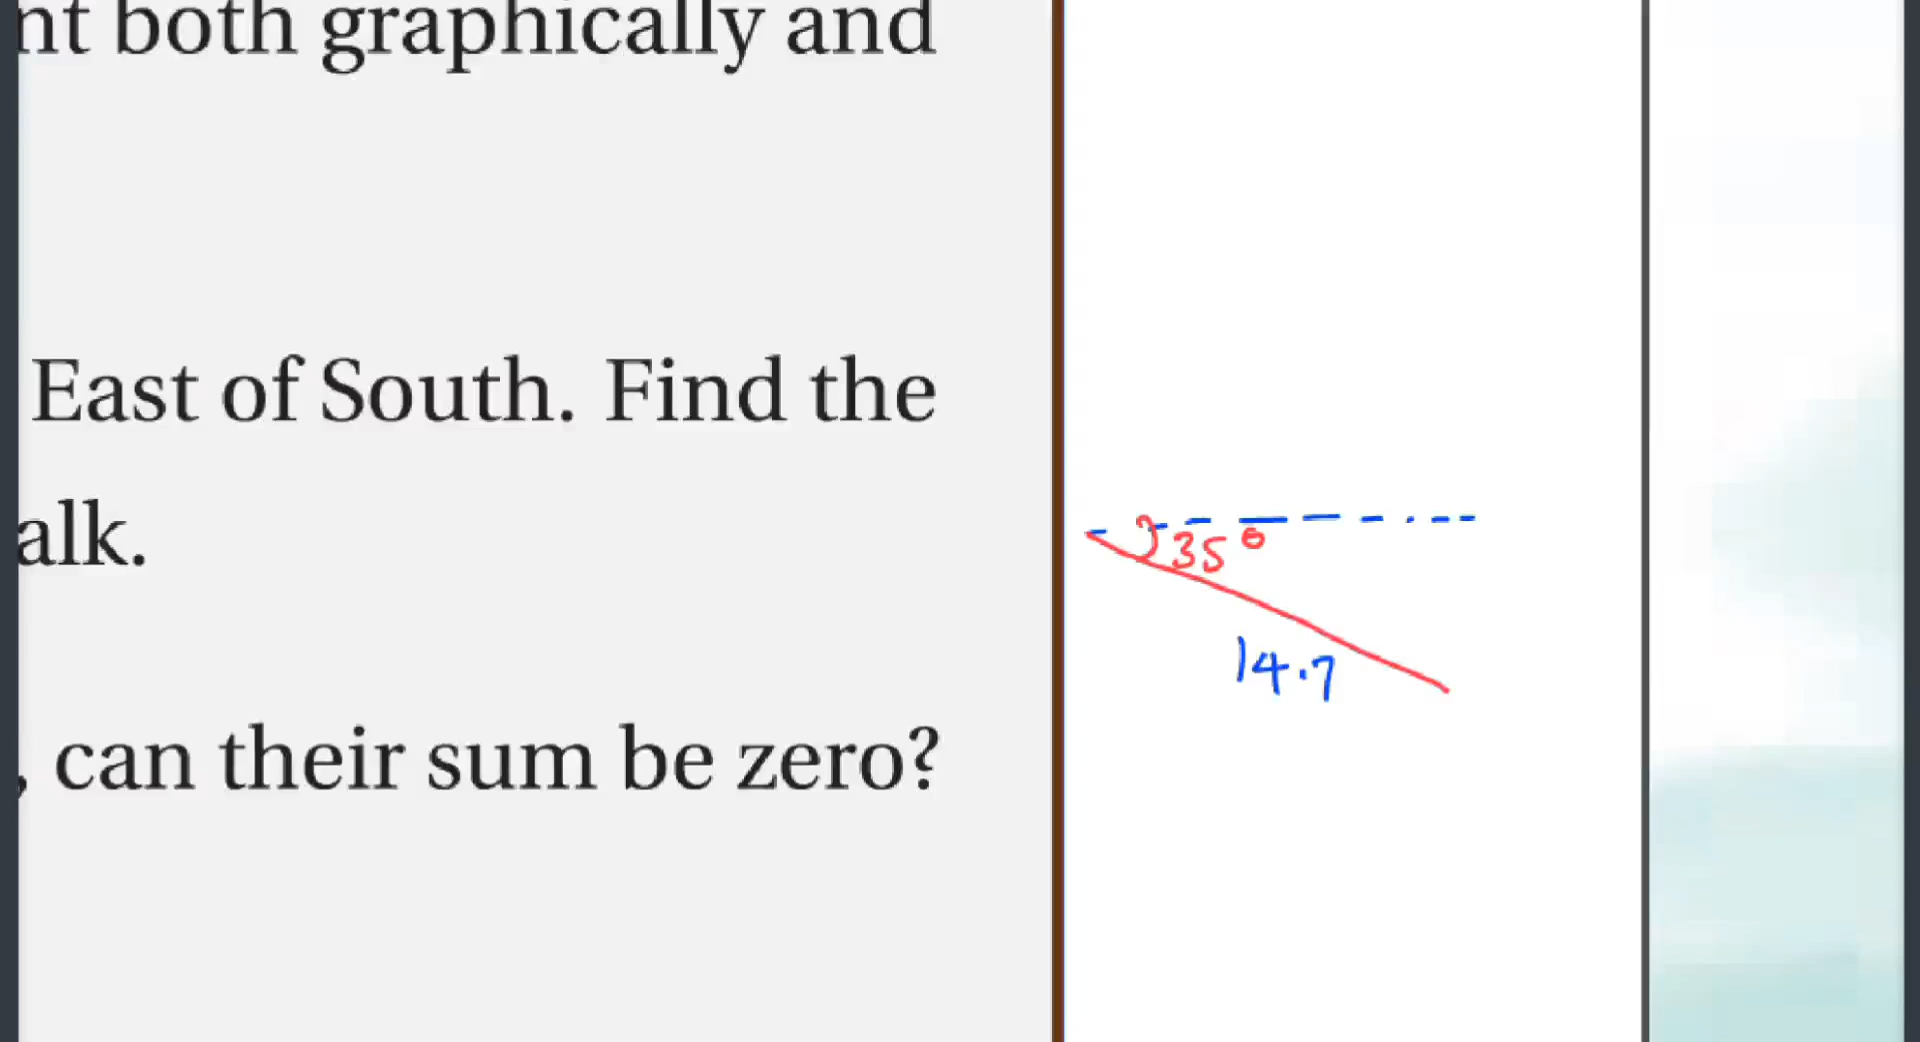 nt both graphically and
East of South. Find the
alk.
, can their sum be zero?
35°
14.7